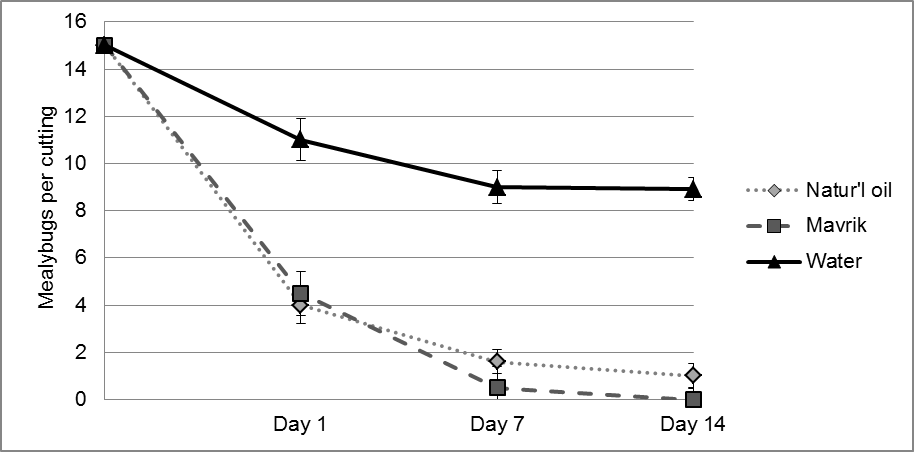 16
14
12
10
8
6
4
2
0
Mealybugs per cutting
Day 1 Day 7 Day 14
Natur'l oil
Mavrik
Water